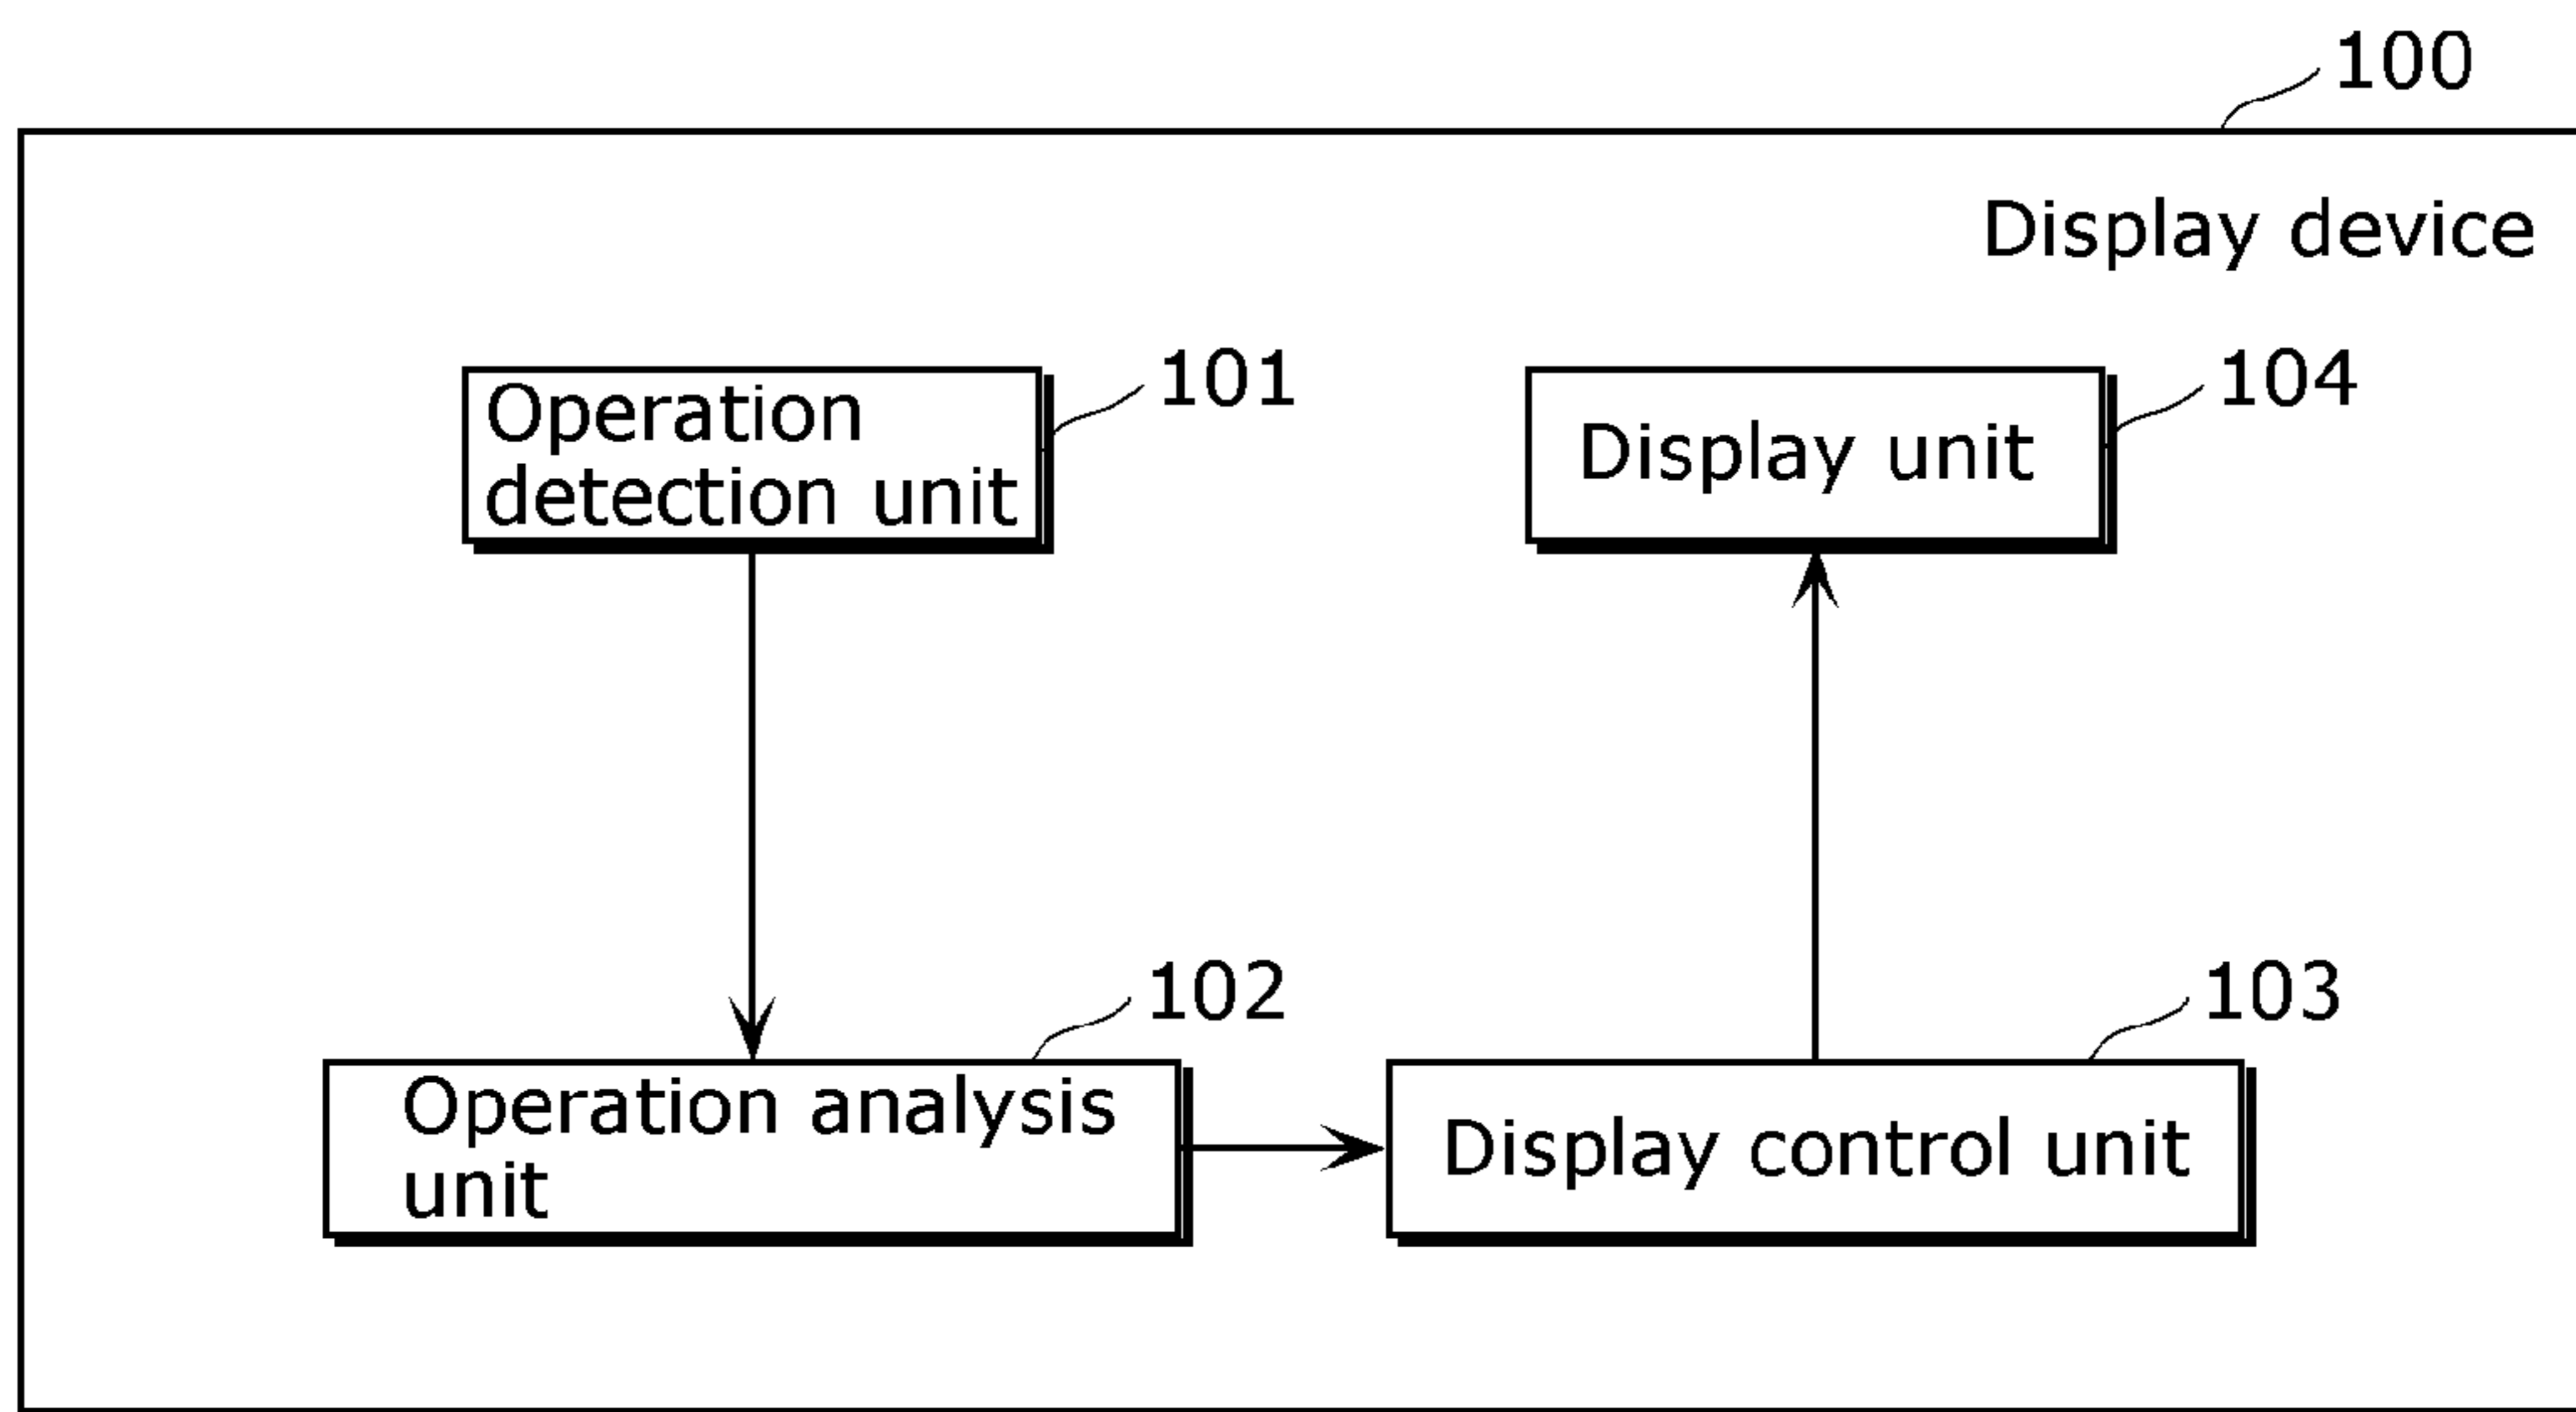 100
Display device
101
Operation
detection unit
104
Display unit
102
Operation analysis
unit
103
Display control unit